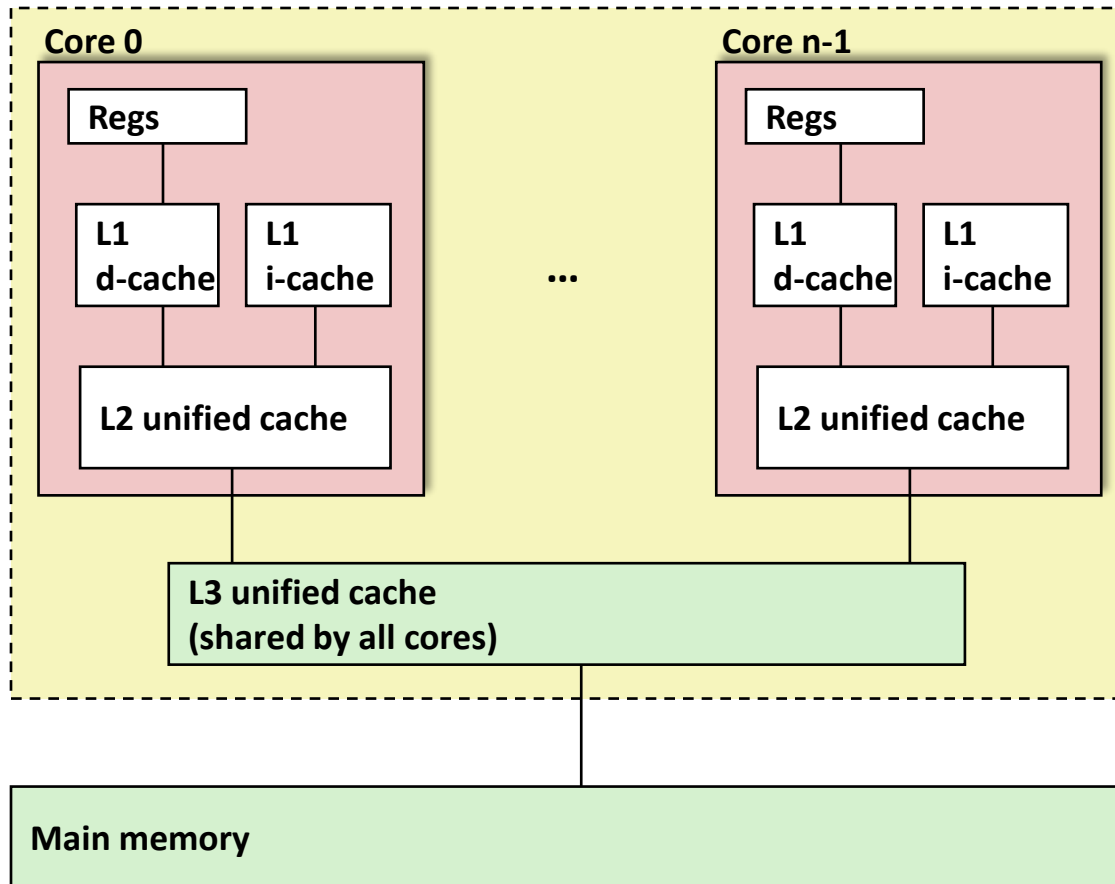 Core 0
Regs
L1
d-cache
L1
i-cache
L2 unified cache
...
Core n-1
Regs
L1
d-cache
L1
i-cache
L2 unified cache
L3 unified cache
(shared by all cores)
Main memory